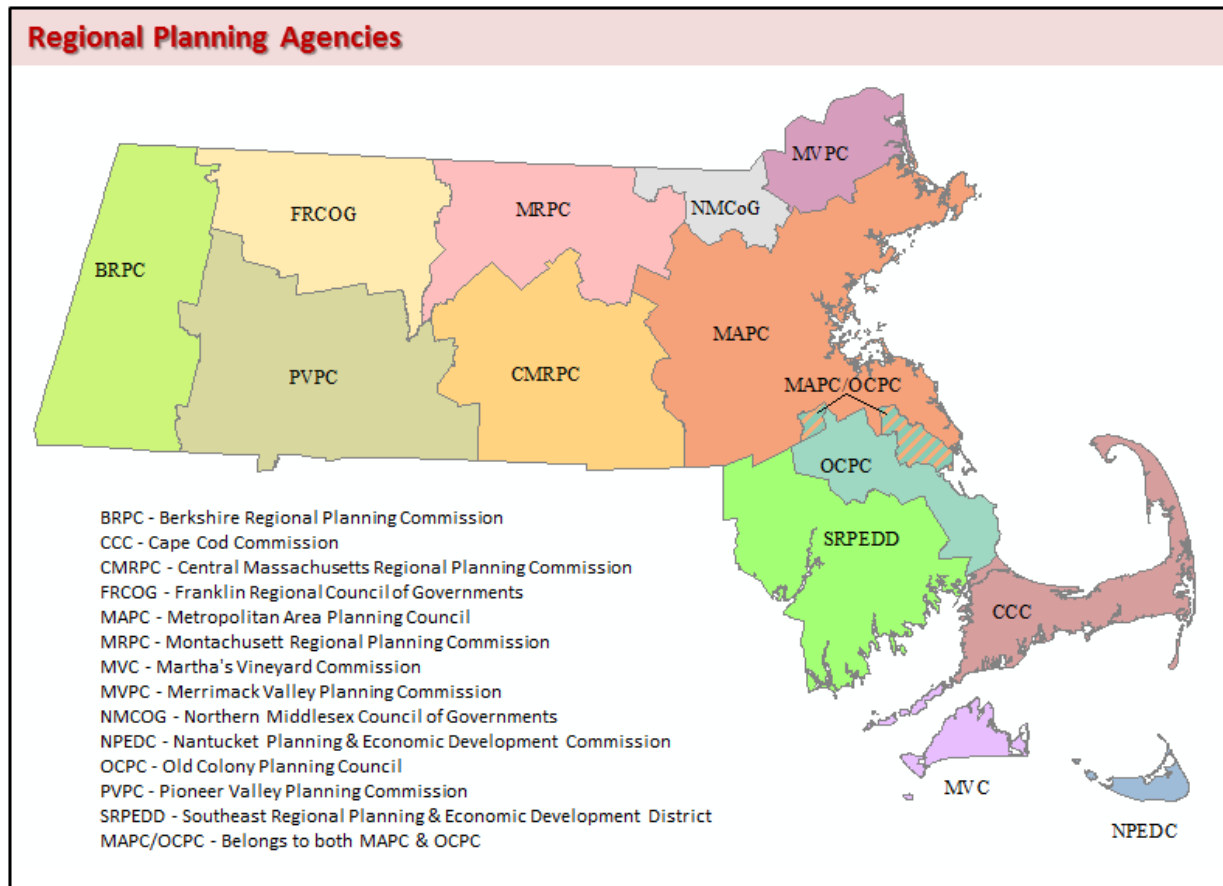 Regional Planning Agencies
MVPC
FRCOG
MRPC
NMCoG
BRPC
MAPC
PVPC
CMRPC
MAPC/OCPC
OCPC
SRPEDD
CCC
MVC
NPEDC
BRPC - Berkshire Regional Planning Commission
CCC - Cape Cod Commission
CMRPC - Central Massachusetts Regional Planning Commission
FRCOG - Franklin Regional Council of Governments
MAPC - Metropolitan Area Planning Council
MRPC - Montachusett Regional Planning Commission
MVC - Martha's Vineyard Commission
MVPC - Merrimack Valley Planning Commission
NMCOG - Northern Middlesex Council of Governments
NPEDC - Nantucket Planning & Economic Development Commission
OCPC - Old Colony Planning Council
PVPC - Pioneer Valley Planning Commission
SRPEDD - Southeast Regional Planning & Economic Development District
MAPC/OCPC - Belongs to both MAPC & OCPC